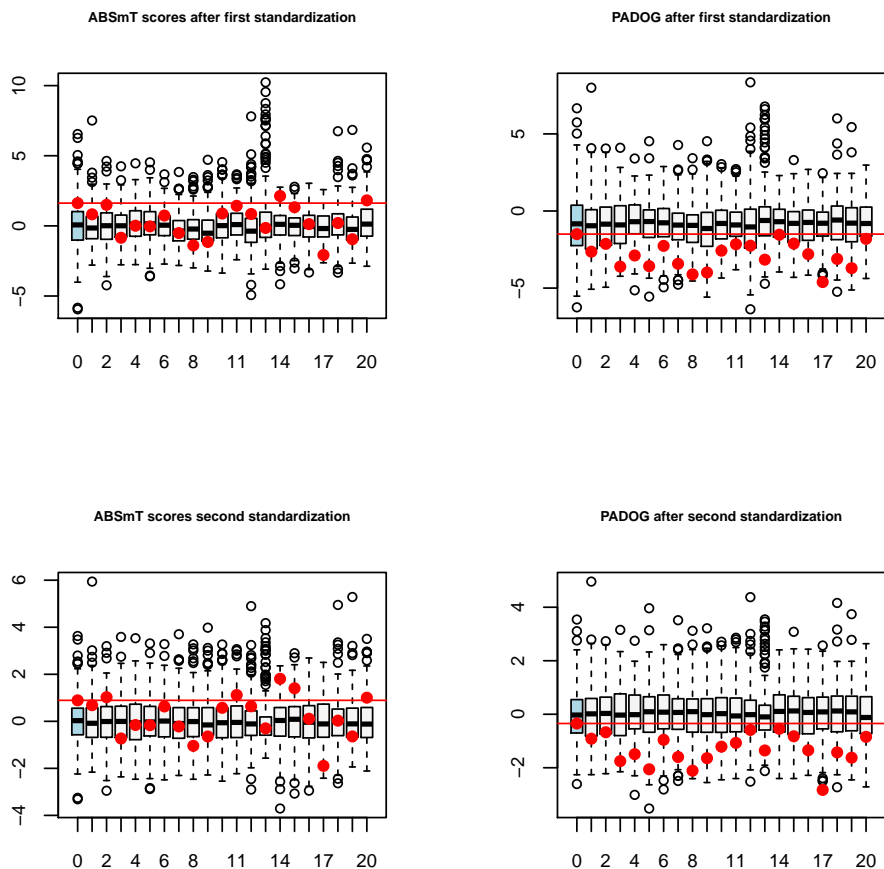 ABSmT scores after first standardization
10
5
0
−5
0 2 4 6 8 11 14 17 20
PADOG after first standardization
5
0
−5
0 2 4 6 8 11 14 17 20
ABSmT scores second standardization
6
4
2
0
−2
−4
0 2 4 6 8 11 14 17 20
PADOG after second standardization
4
2
0
−2
0 2 4 6 8 11 14 17 20